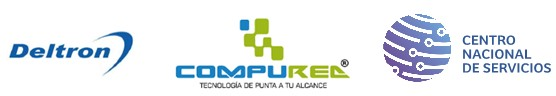 Deltron
COMPURED
®
TECNOLOGÍA DE PUNTA A TU ALCANCE
CENTRO
NACIONAL
DE SERVICIOS